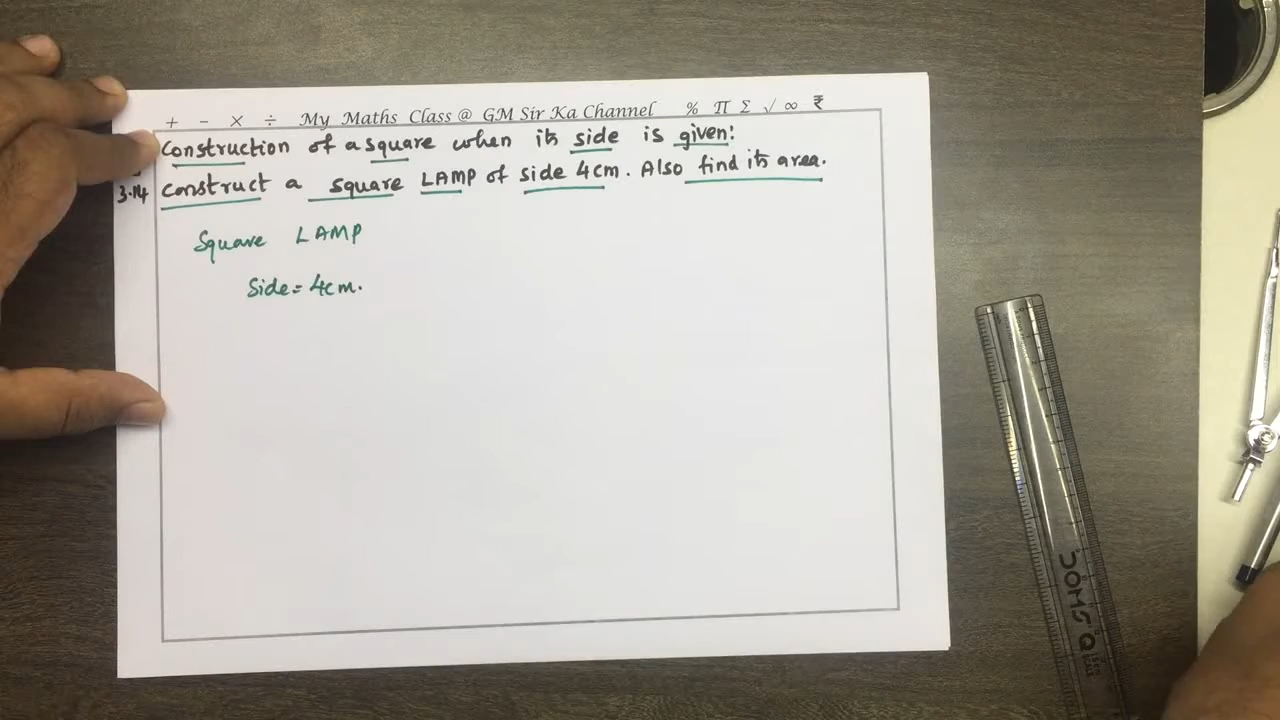 + - × ÷ My Maths Class @ GM Sir Ka Channel % Π Σ √ ∞ ₹
Construction of a square when its side is given:
3.14 Construct a square LAMP of side 4cm. Also find its area.
Square LAMP
Side = 4cm.
DOMS